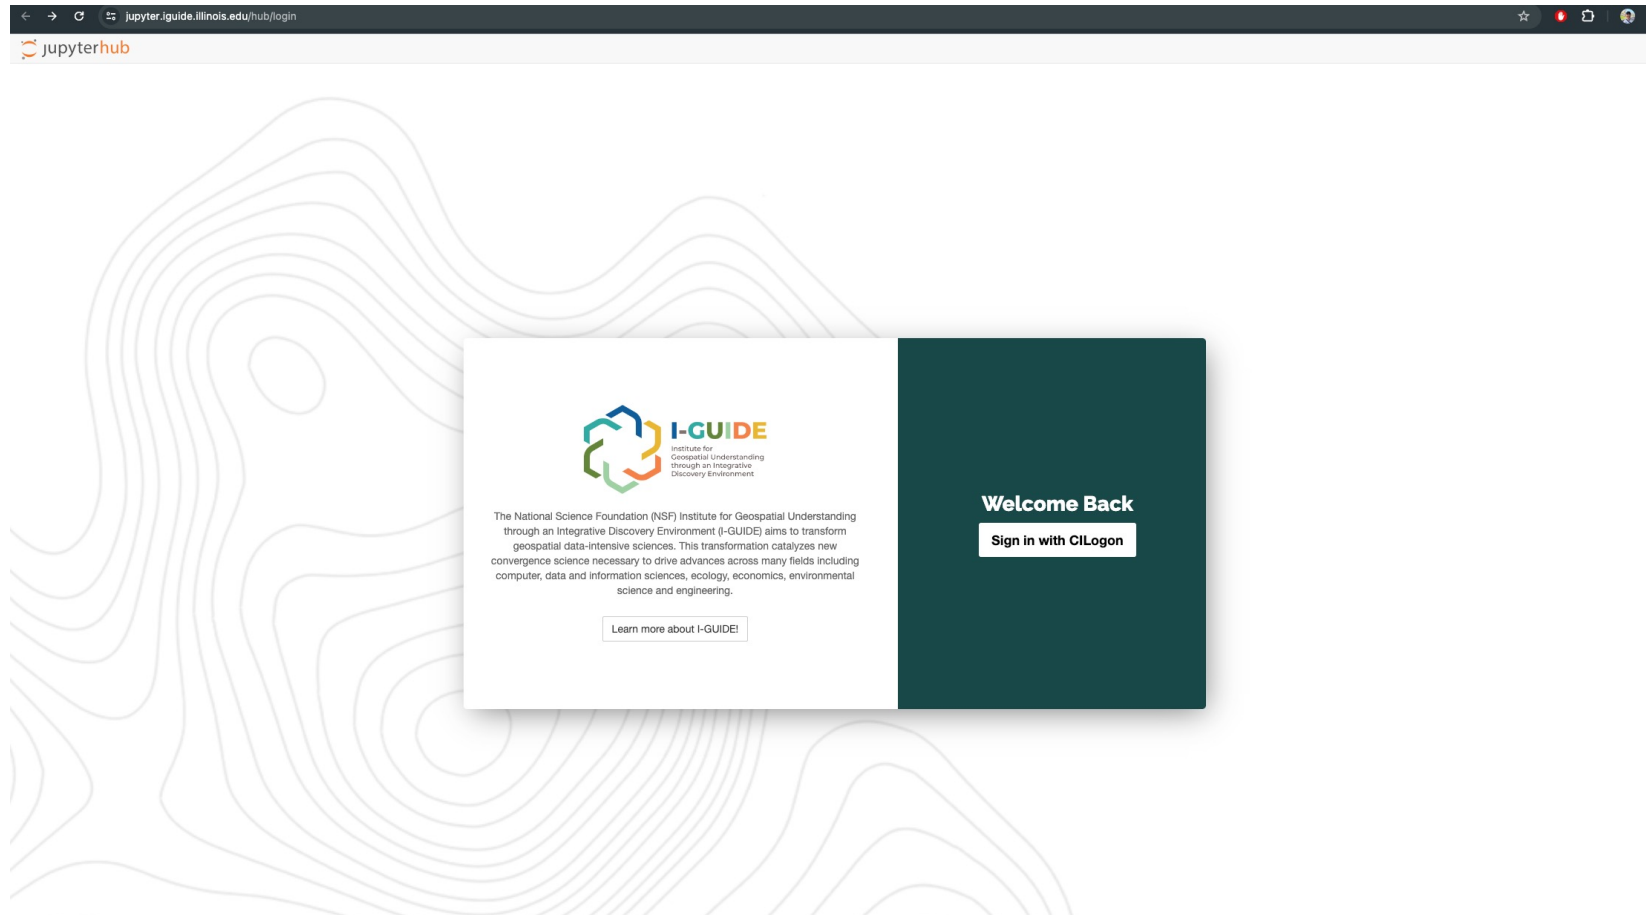 jupyter.iguide.illinois.edu/hub/login
jupyterhub
I-GUIDE
Institute for
Geospatial Understanding
through an Integrative
Discovery Environment
The National Science Foundation (NSF) Institute for Geospatial Understanding
through an Integrative Discovery Environment (I-GUIDE) aims to transform
geospatial data-intensive sciences. This transformation catalyzes new
convergence science necessary to drive advances across many fields including
computer, data and information sciences, ecology, economics, environmental
science and engineering.
Learn more about I-GUIDE!
Welcome Back
Sign in with CILogon